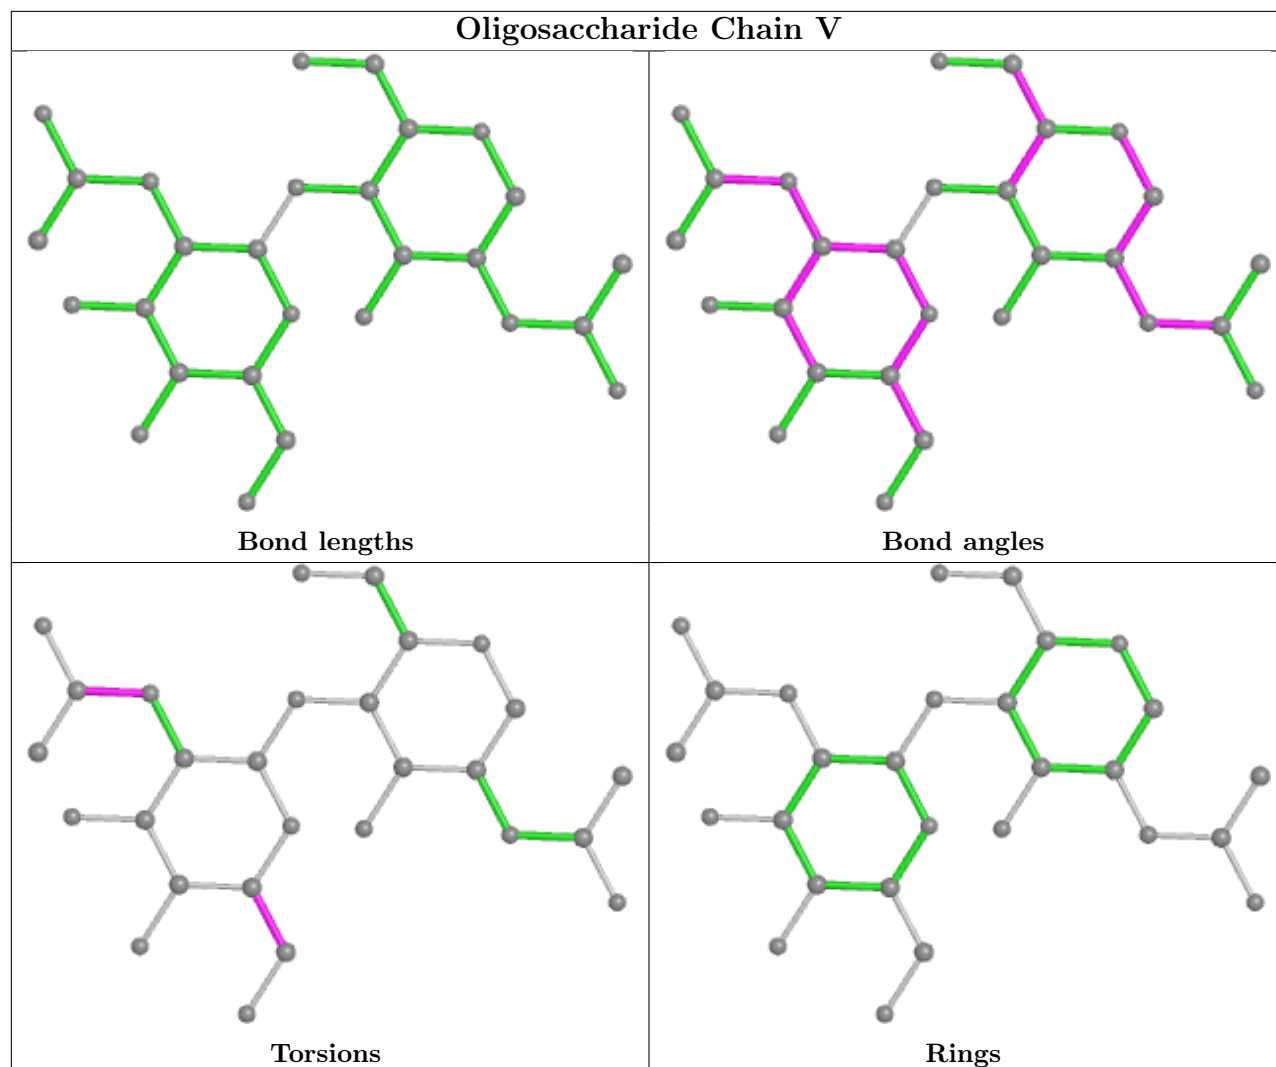 Oligosaccharide Chain V
Bond lengths
Bond angles
Torsions
Rings